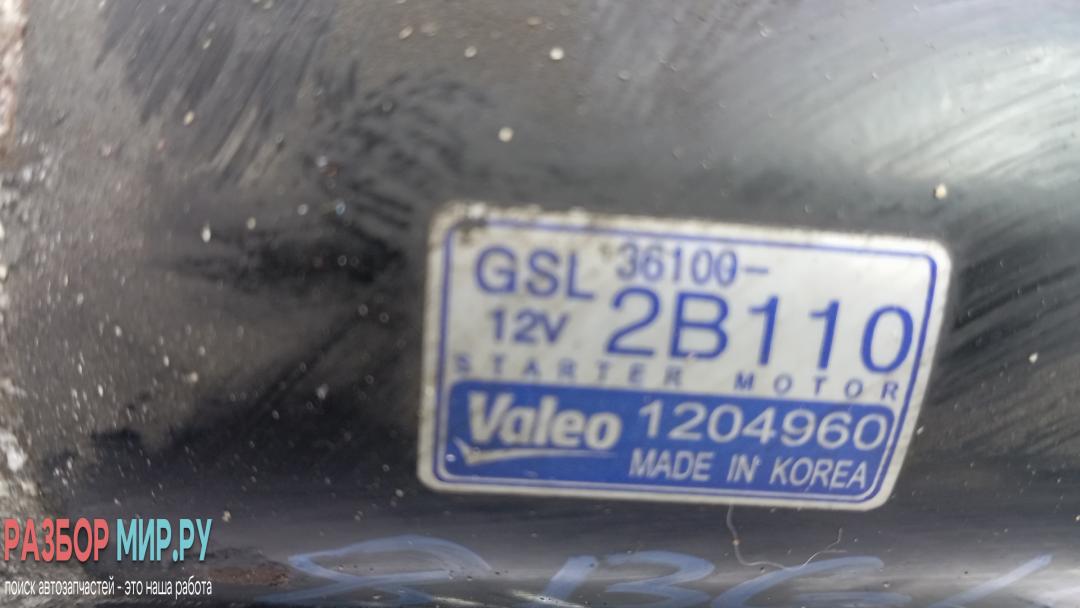 GSL 36100-
12V 2B110
STARTER MOTOR
Valeo 1204960
MADE IN KOREA
РАЗБОР МИР.РУ
поиск автозапчастей - это наша работа